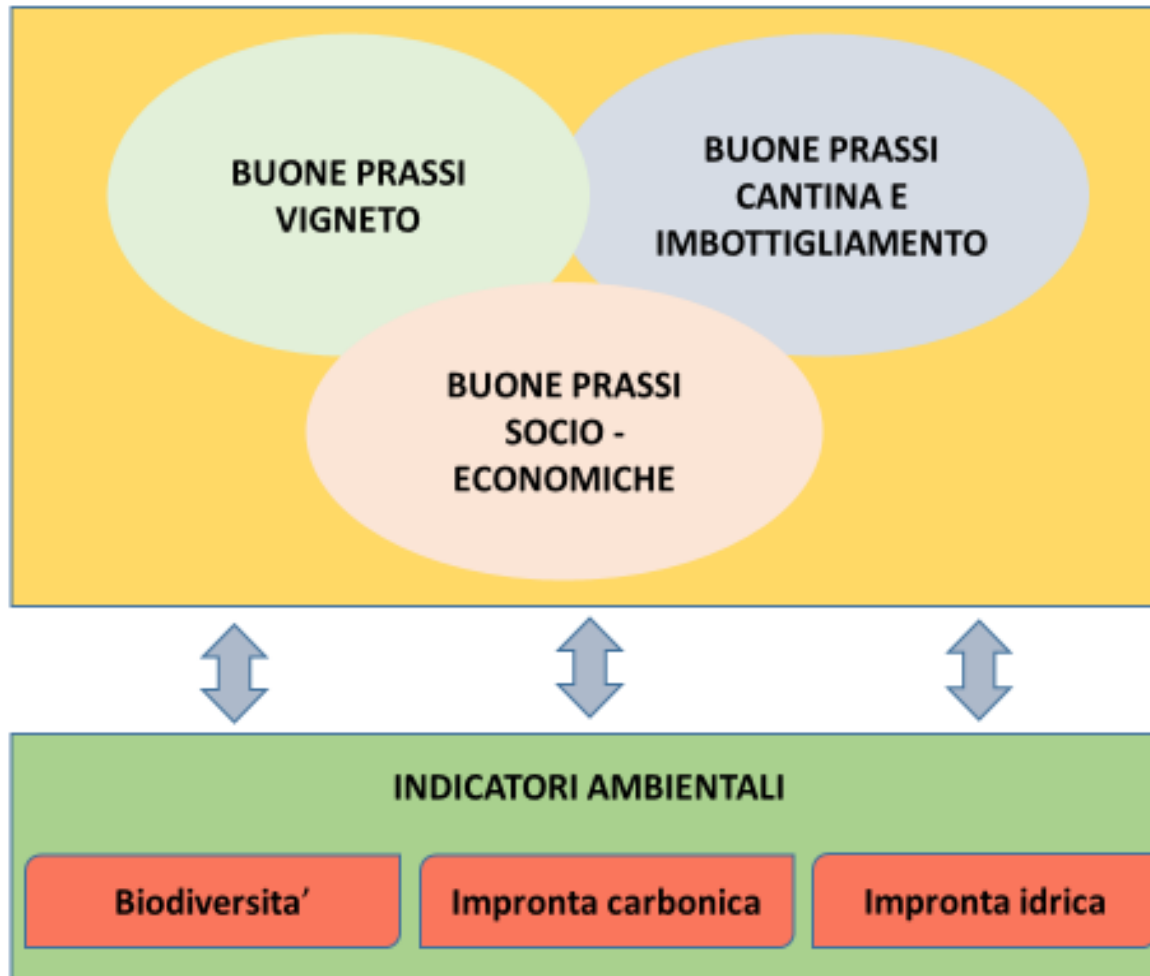 BUONE PRASSI
VIGNETO
BUONE PRASSI
CANTINA E
IMBOTTIGLIAMENTO
BUONE PRASSI
SOCIO -
ECONOMICHE
INDICATORI AMBIENTALI
Biodiversita’
Impronta carbonica
Impronta idrica